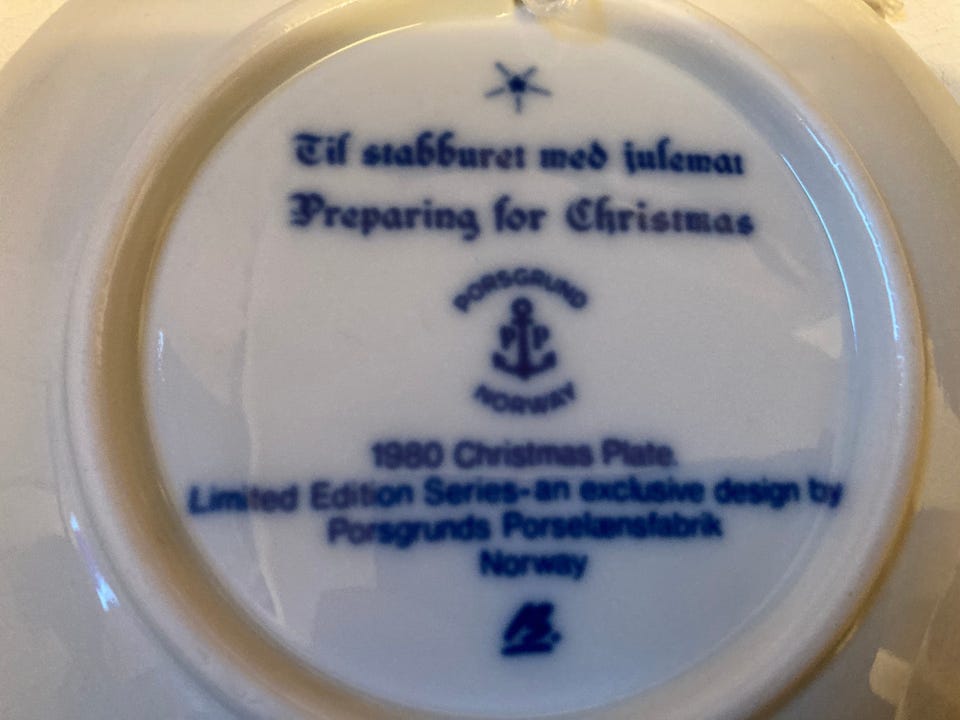 Til stabburet med julemat
Preparing for Christmas
PORSGRUND
P P
NORWAY
1980 Christmas Plate.
Limited Edition Series-an exclusive design by
Porsgrunds Porselænsfabrik
Norway